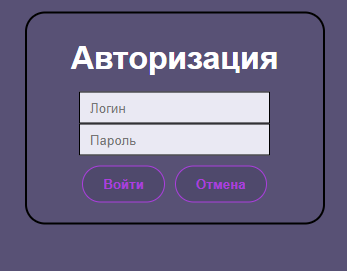 Авторизация
Логин
Пароль
Войти Отмена